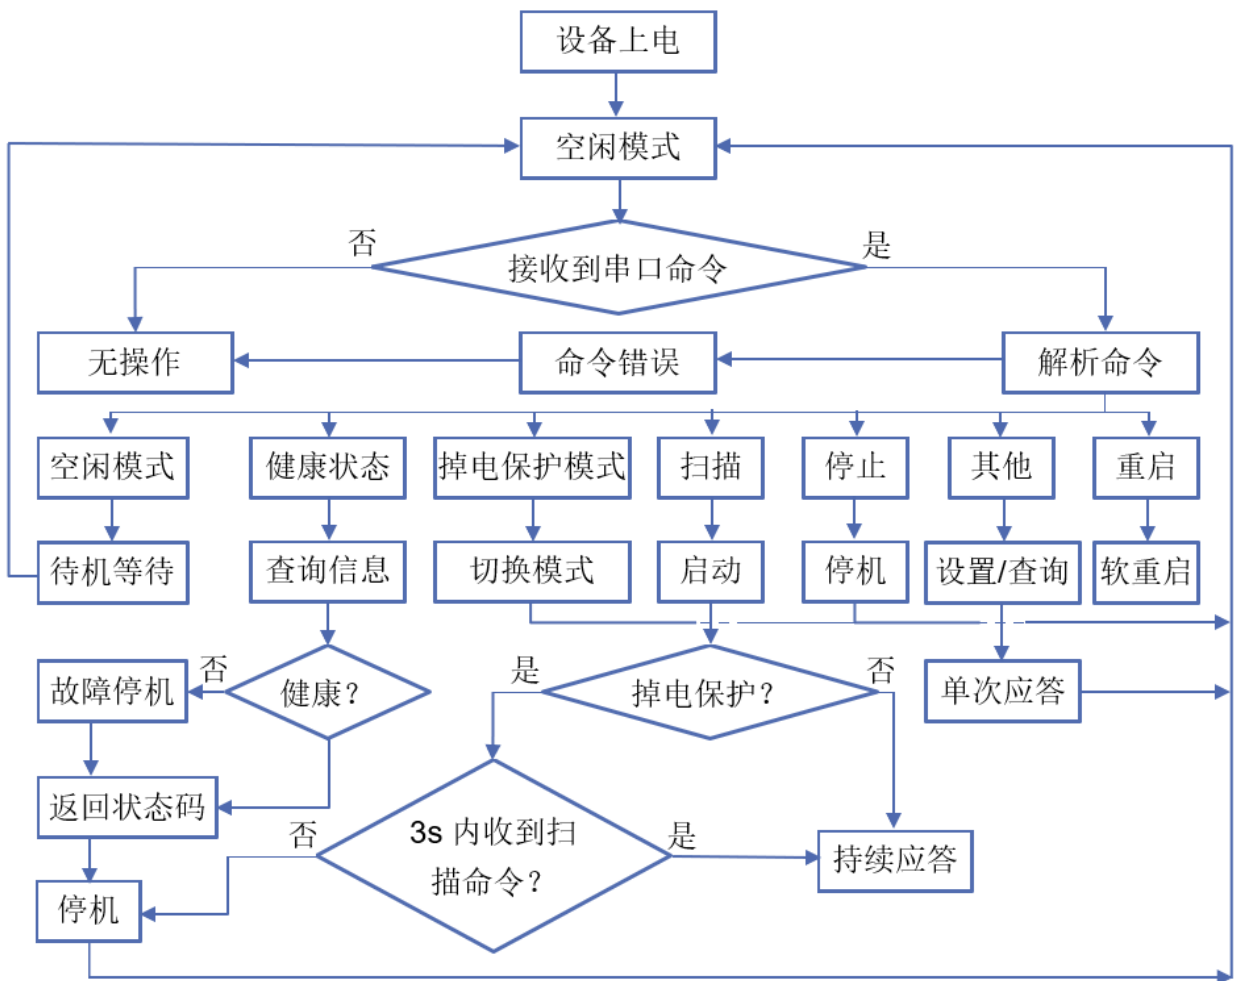 设备上电
空闲模式
否
是
接收到串口命令
无操作
命令错误
解析命令
空闲模式
健康状态
掉电保护模式
扫描
停止
其他
重启
待机等待
查询信息
切换模式
启动
停机
设置/查询
软重启
否
是
否
故障停机
健康?
掉电保护?
单次应答
返回状态码
否
3s 内收到扫
描命令?
是
持续应答
停机